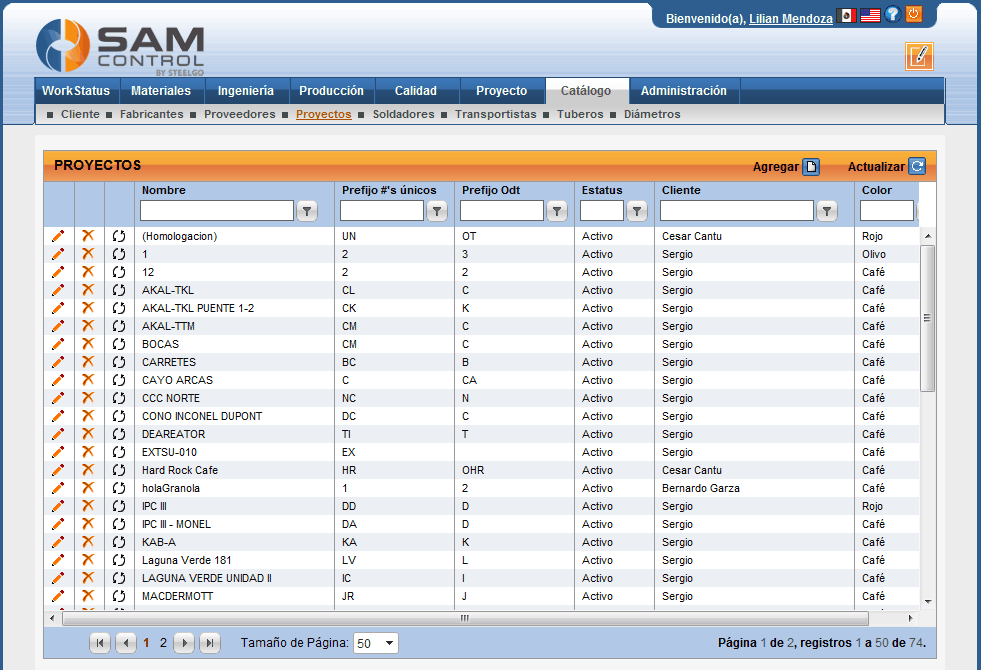 Bienvenido(a), Lilian Mendoza
SAM
CONTROL
BY STEELGO
WorkStatus Materiales Ingeniería Producción Calidad Proyecto Catálogo Administración
Cliente Fabricantes Proveedores Proyectos Soldadores Transportistas Tuberos Diámetros
PROYECTOS Agregar Actualizar
Nombre Prefijo #'s únicos Prefijo Odt Estatus Cliente Color
(Homologacion) UN OT Activo Cesar Cantu Rojo
1 2 3 Activo Sergio Olivo
12 2 2 Activo Sergio Café
AKAL-TKL CL C Activo Sergio Café
AKAL-TKL PUENTE 1-2 CK K Activo Sergio Café
AKAL-TTM CM C Activo Sergio Café
BOCAS CM C Activo Sergio Café
CARRETES BC B Activo Sergio Café
CAYO ARCAS C CA Activo Sergio Café
CCC NORTE NC N Activo Sergio Café
CONO INCONEL DUPONT DC C Activo Sergio Café
DEAREATOR TI T Activo Sergio Café
EXTSU-010 EX Activo Sergio Café
Hard Rock Cafe HR OHR Activo Cesar Cantu Café
holaGranola 1 2 Activo Bernardo Garza Café
IPC III DD D Activo Sergio Rojo
IPC III - MONEL DA D Activo Sergio Café
KAB-A KA K Activo Sergio Café
Laguna Verde 181 LV L Activo Sergio Café
LAGUNA VERDE UNIDAD II IC I Activo Sergio Café
MACDERMOTT JR J Activo Sergio Café
1 2 Tamaño de Página: 50 Página 1 de 2, registros 1 a 50 de 74.